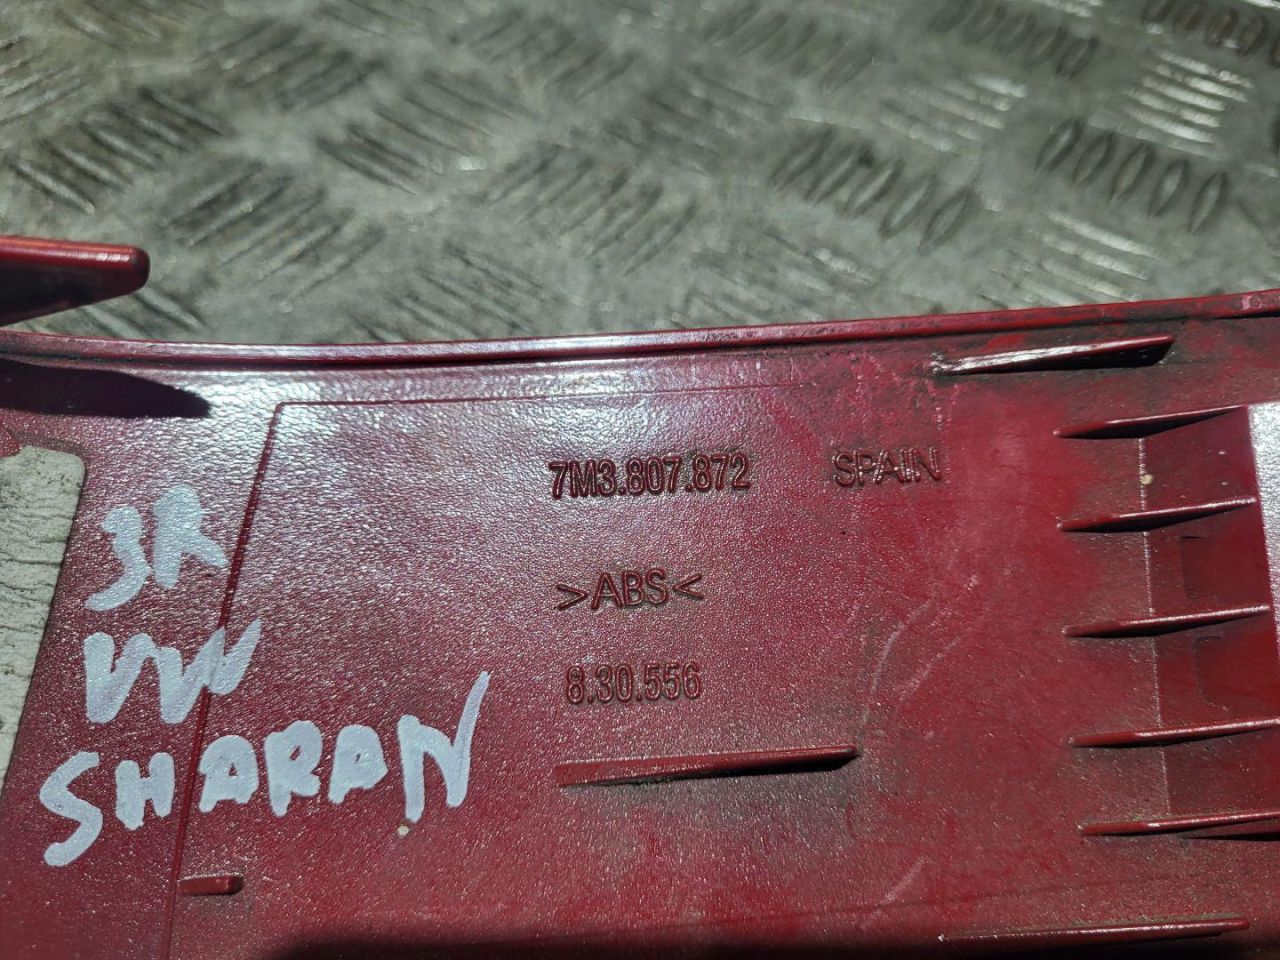 7M3.807.872 SPAIN
>ABS<
8.30.556
3R
VW
SHARAN